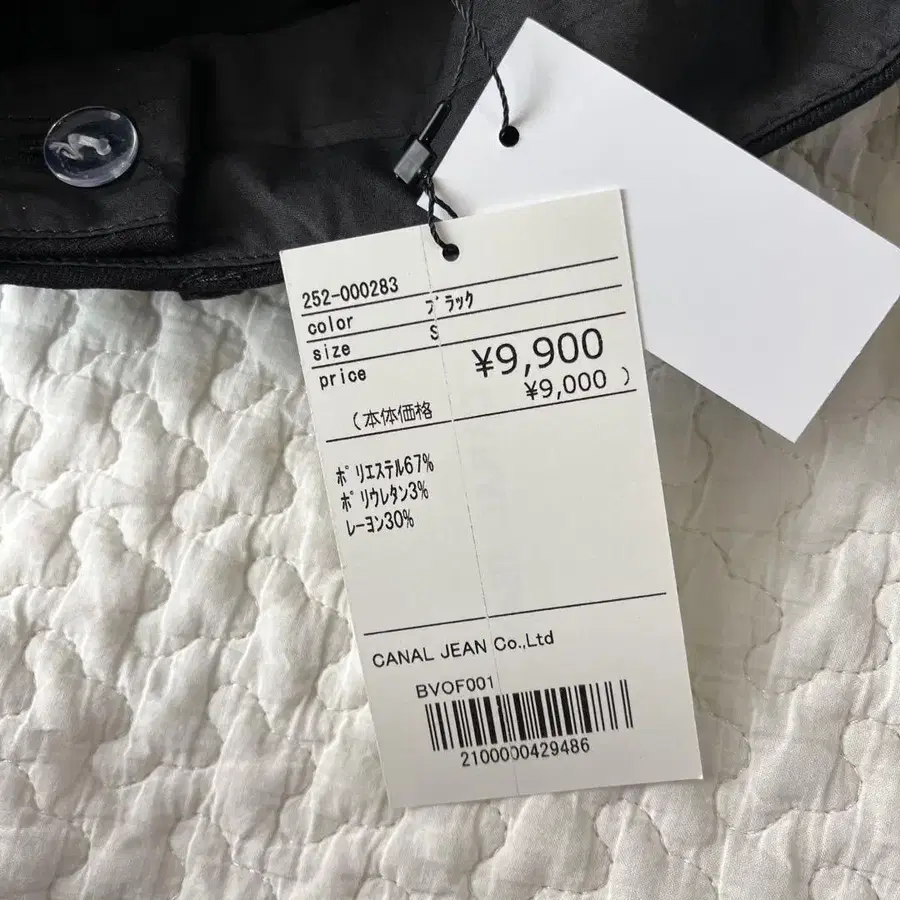 252-000283
color ﾌﾞﾗｯｸ
size S
price ¥9,900
(本体価格 ¥9,000 )
ﾎﾟﾘｴｽﾃﾙ67%
ﾎﾟﾘｳﾚﾀﾝ3%
ﾚｰﾖﾝ30%
CANAL JEAN Co.,Ltd
BVOF001
2100000429486